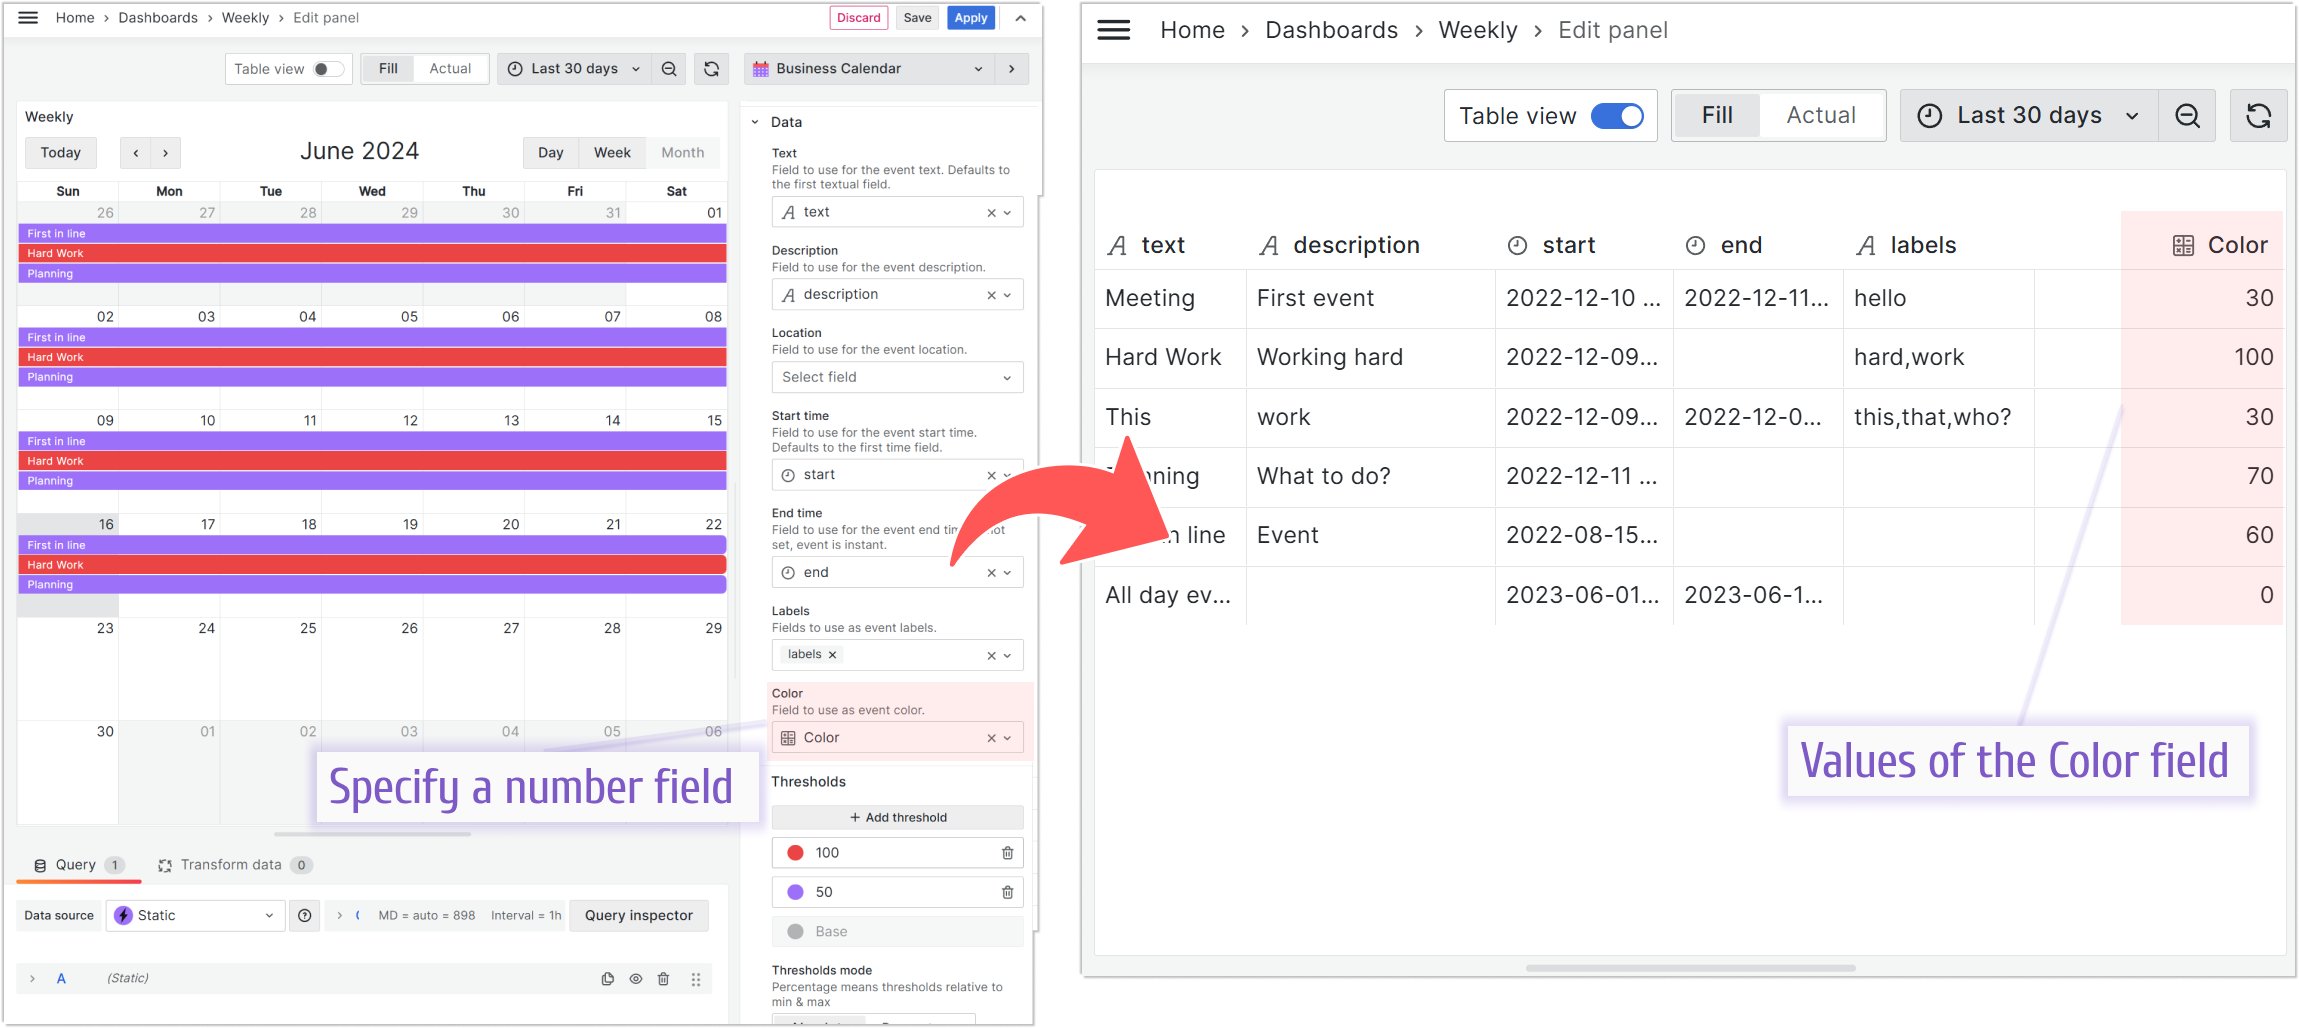 Home › Dashboards › Weekly › Edit panel
Discard Save Apply
Table view Fill Actual Last 30 days
Business Calendar
Weekly
Today ‹ › June 2024 Day Week Month
Sun Mon Tue Wed Thu Fri Sat
26 27 28 29 30 31 01
First in line
Hard Work
Planning
02 03 04 05 06 07 08
First in line
Hard Work
Planning
09 10 11 12 13 14 15
First in line
Hard Work
Planning
16 17 18 19 20 21 22
First in line
Hard Work
Planning
23 24 25 26 27 28 29
30 01 02 03 04 05 06
Specify a number field
Query 1 Transform data 0
Data source Static MD = auto = 898 Interval = 1h Query inspector
A (Static)
Data
Text
Field to use for the event text. Defaults to
the first textual field.
text
Description
Field to use for the event description.
description
Location
Field to use for the event location.
Select field
Start time
Field to use for the event start time.
Defaults to the first time field.
start
End time
Field to use for the event end not
set, event is instant.
end
Labels
Fields to use as event labels.
labels
Color
Field to use as event color.
Color
Thresholds
+ Add threshold
100
50
Base
Thresholds mode
Percentage means thresholds relative to
min & max
Home › Dashboards › Weekly › Edit panel
Table view Fill Actual Last 30 days
text description start end labels Color
Meeting First event 2022-12-10 ... 2022-12-11... hello 30
Hard Work Working hard 2022-12-09... hard,work 100
This work 2022-12-09... 2022-12-0... this,that,who? 30
What to do? 2022-12-11 ... 70
line Event 2022-08-15... 60
All day ev... 2023-06-01... 2023-06-1... 0
Values of the Color field